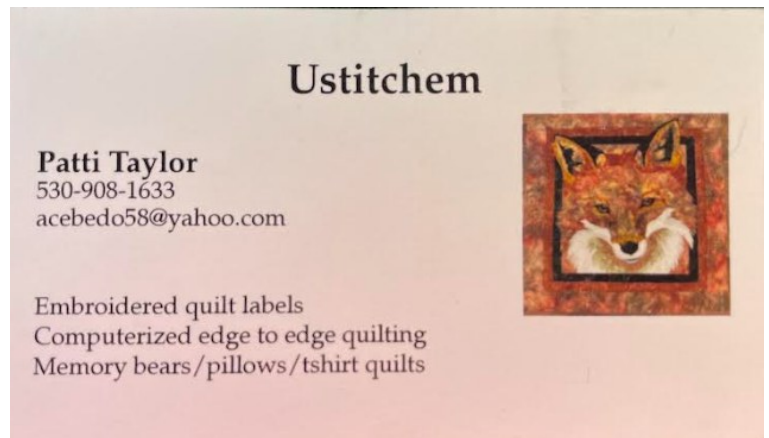 Ustitchem
Patti Taylor
530-908-1633
acebedo58@yahoo.com
Embroidered quilt labels
Computerized edge to edge quilting
Memory bears/pillows/tshirt quilts